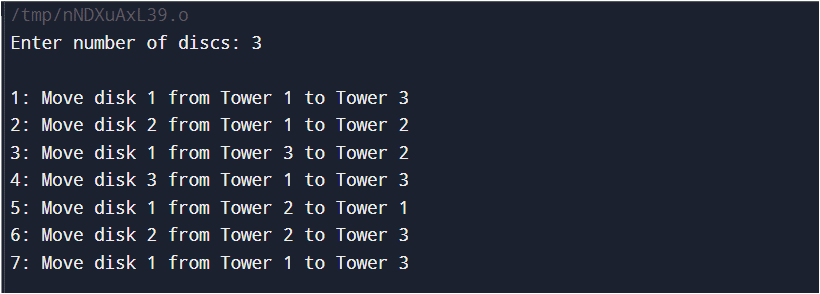 /tmp/nNDXuAxL39.o
Enter number of discs: 3
1: Move disk 1 from Tower 1 to Tower 3
2: Move disk 2 from Tower 1 to Tower 2
3: Move disk 1 from Tower 3 to Tower 2
4: Move disk 3 from Tower 1 to Tower 3
5: Move disk 1 from Tower 2 to Tower 1
6: Move disk 2 from Tower 2 to Tower 3
7: Move disk 1 from Tower 1 to Tower 3